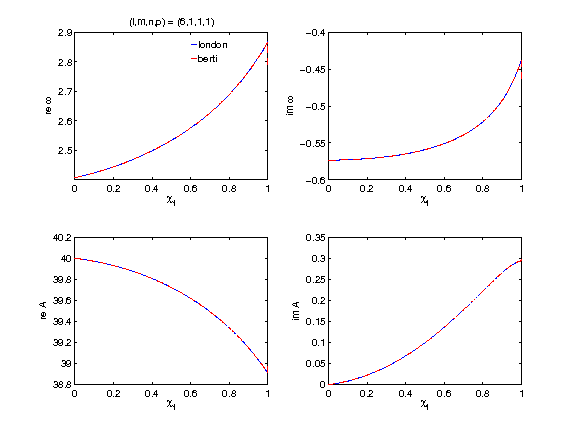 (l,m,n,p) = (6,1,1,1)
2.9
2.8
2.7
2.6
2.5
re ω
london
berti
0 0.2 0.4 0.6 0.8 1
χf
−0.4
−0.5
−0.55
−0.6
−0.45
im ω
0 0.2 0.4 0.6 0.8 1
χf
40.2
40
39.8
39.6
39.4
39.2
39
38.8
re A
0 0.2 0.4 0.6 0.8 1
χf
0.35
0.3
0.25
0.2
0.15
0.1
0.05
0
im A
0 0.2 0.4 0.6 0.8 1
χf